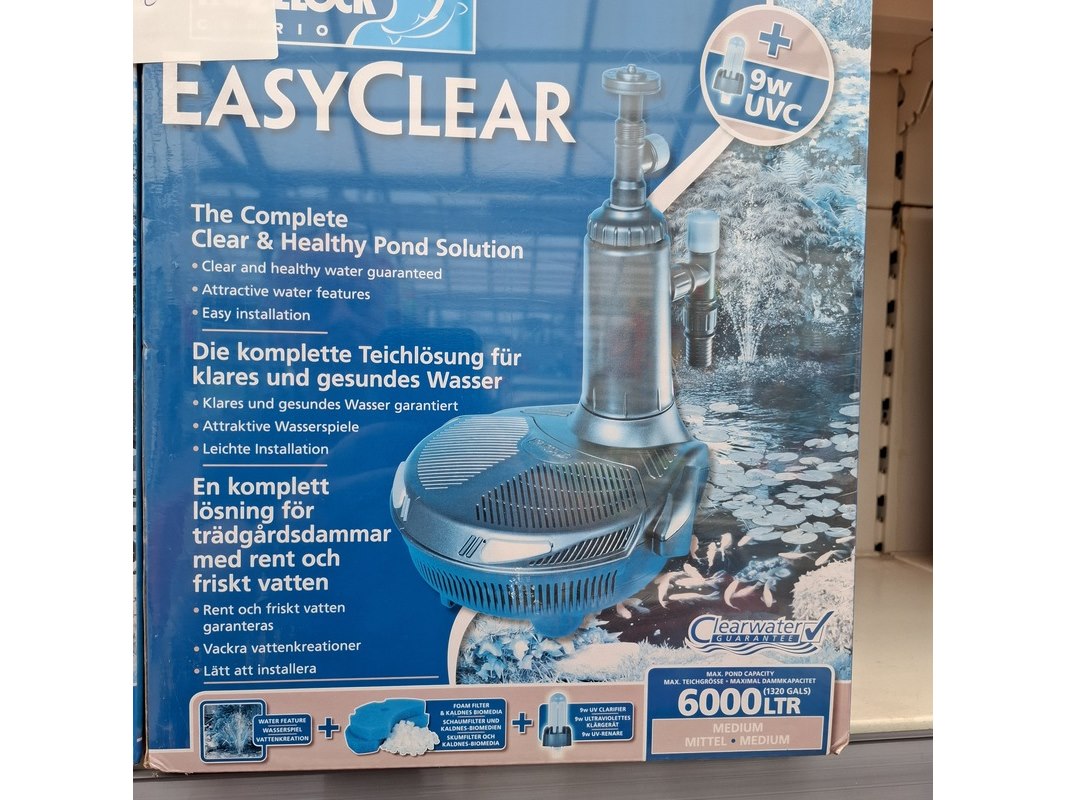 RIO
EASYCLEAR
+
9w
UVC
The Complete
Clear & Healthy Pond Solution
• Clear and healthy water guaranteed
• Attractive water features
• Easy installation
Die komplette Teichlösung für
klares und gesundes Wasser
• Klares und gesundes Wasser garantiert
• Attraktive Wasserspiele
• Leichte Installation
En komplett
lösning för
trädgårdsdammar
med rent och
friskt vatten
• Rent och friskt vatten
garanteras
• Vackra vattenkreationer
• Lätt att installera
Clearwater
GUARANTEE
WATER FEATURE
WASSERSPIEL
VATTENKREATION
+
FOAM FILTER
& KALDNES BIOMEDIA
SCHAUMFILTER UND
KALDNES-BIOMEDIEN
SKUMFILTER OCH
KALDNES-BIOMEDIA
+
9w UV CLARIFIER
9w ULTRAVIOLETTES
KLÄRGERÄT
9w UV-RENARE
MAX. POND CAPACITY
MAX. TEICHGRÖSSE • MAXIMAL DAMMKAPACITET
6000 LTR (1320 GALS)
MEDIUM
MITTEL • MEDIUM